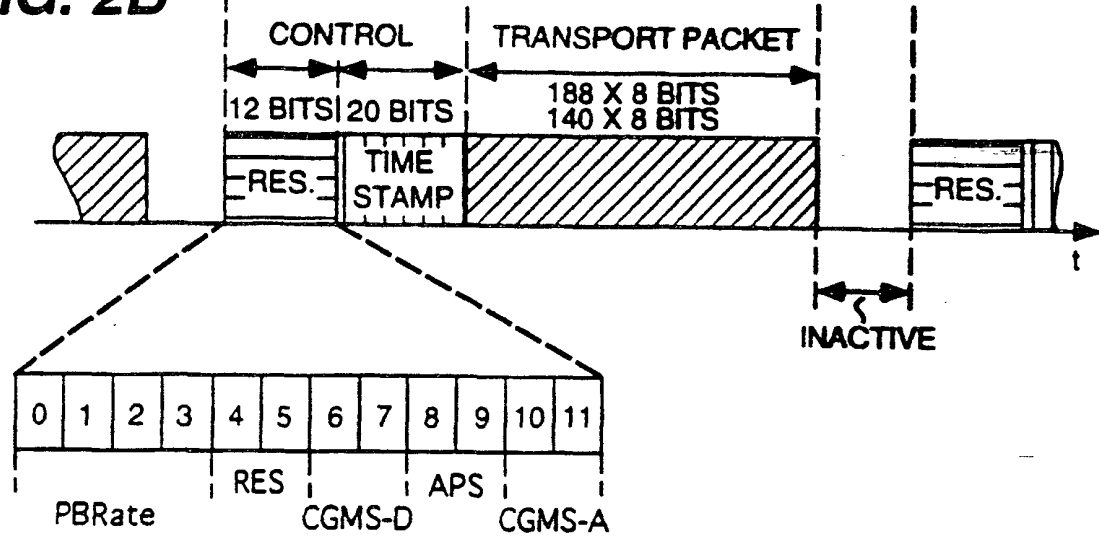 FIG. 2B
CONTROL TRANSPORT PACKET
12 BITS 20 BITS 188 X 8 BITS
140 X 8 BITS
RES. TIME STAMP RES.
t
INACTIVE
0 1 2 3 4 5 6 7 8 9 10 11
RES APS
PBRate CGMS-D CGMS-A